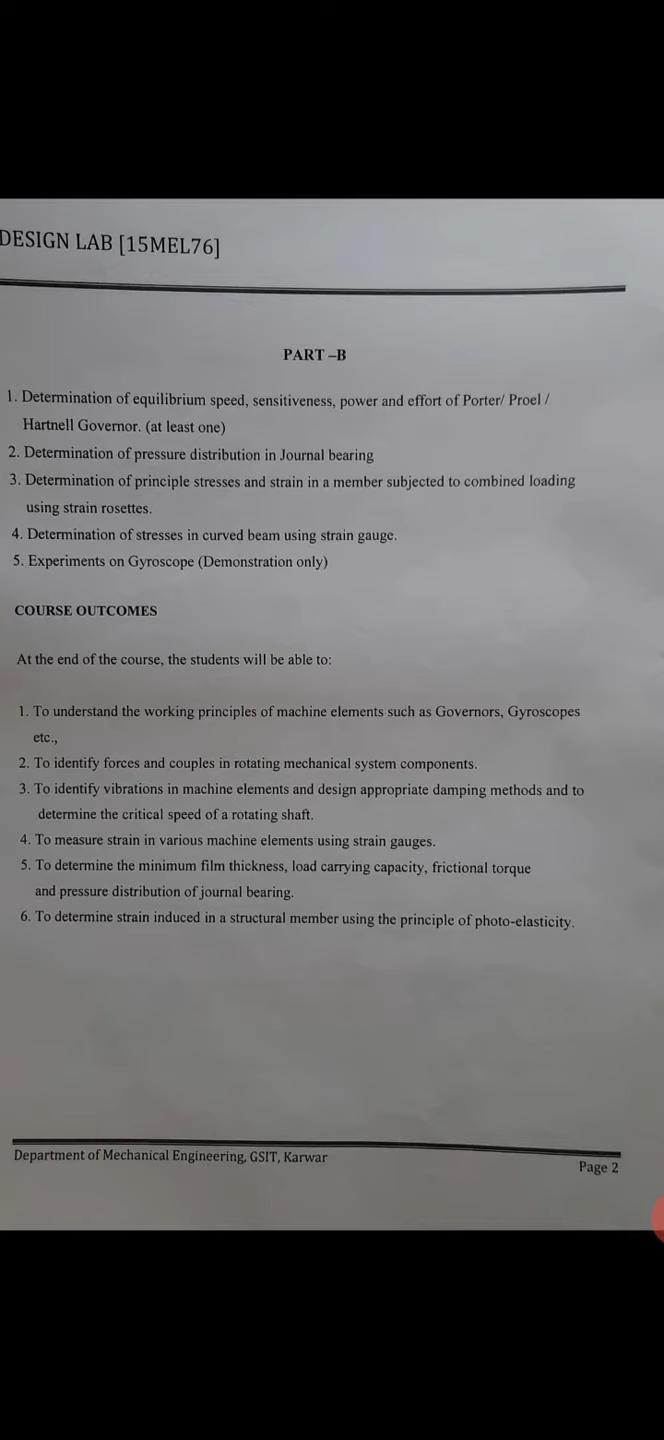 DESIGN LAB [15MEL76]
PART –B
1. Determination of equilibrium speed, sensitiveness, power and effort of Porter/ Proel /
Hartnell Governor. (at least one)
2. Determination of pressure distribution in Journal bearing
3. Determination of principle stresses and strain in a member subjected to combined loading
using strain rosettes.
4. Determination of stresses in curved beam using strain gauge.
5. Experiments on Gyroscope (Demonstration only)
COURSE OUTCOMES
At the end of the course, the students will be able to:
1. To understand the working principles of machine elements such as Governors, Gyroscopes
etc.,
2. To identify forces and couples in rotating mechanical system components.
3. To identify vibrations in machine elements and design appropriate damping methods and to
determine the critical speed of a rotating shaft.
4. To measure strain in various machine elements using strain gauges.
5. To determine the minimum film thickness, load carrying capacity, frictional torque
and pressure distribution of journal bearing.
6. To determine strain induced in a structural member using the principle of photo-elasticity.
Department of Mechanical Engineering, GSIT, Karwar
Page 2